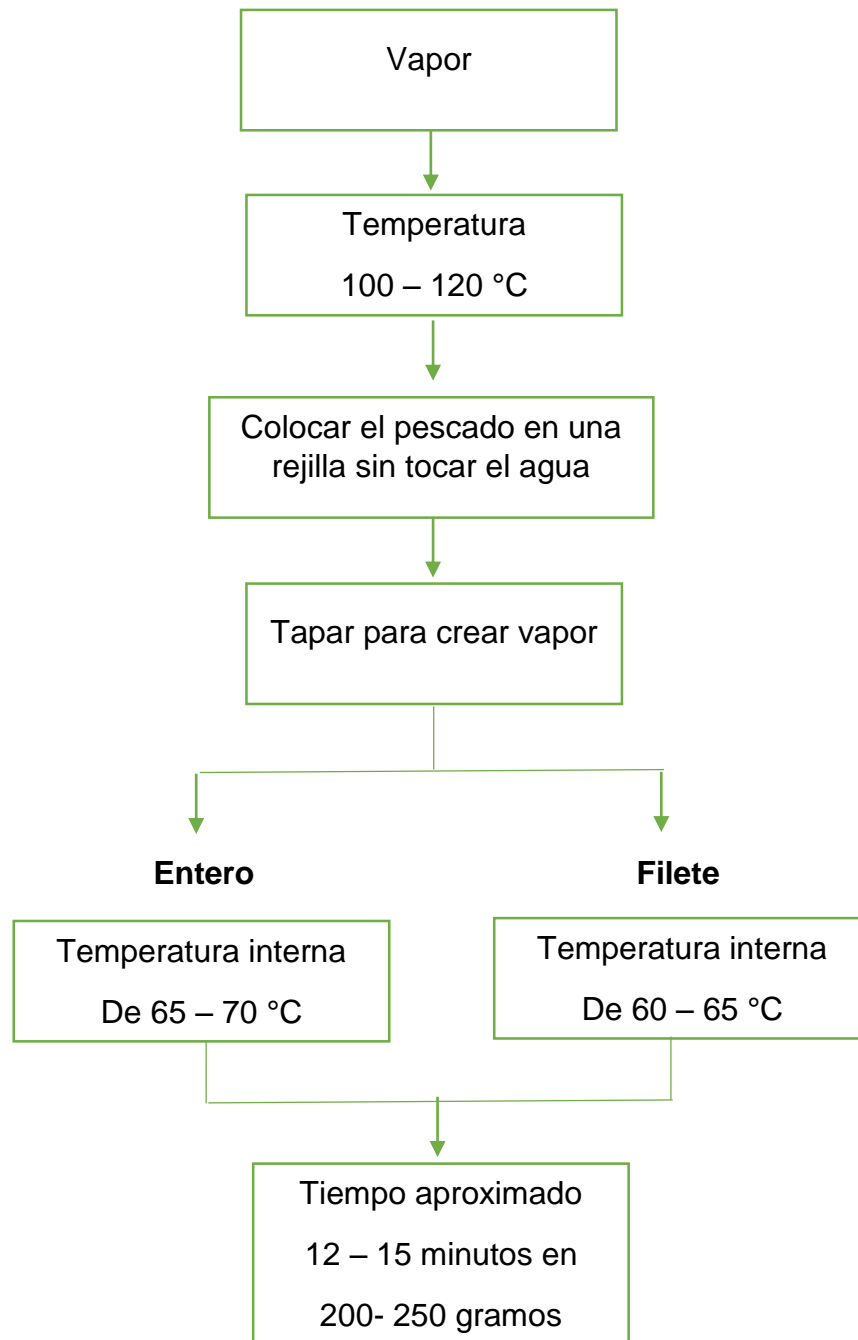 Vapor
Temperatura
100 – 120 °C
Colocar el pescado en una
rejilla sin tocar el agua
Tapar para crear vapor
Entero
Filete
Temperatura interna
De 65 – 70 °C
Temperatura interna
De 60 – 65 °C
Tiempo aproximado
12 – 15 minutos en
200- 250 gramos